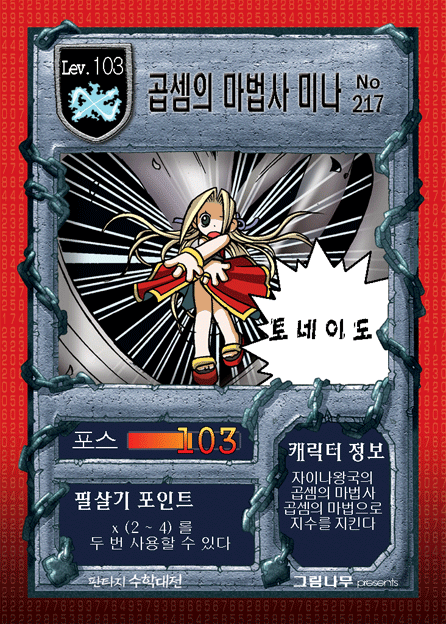 Lev. 103
곱셈의 마법사 미나
No
217
토네이도
포스 103
캐릭터 정보
자이나왕국의
곱셈의 마법사
곱셈의 마법으로
지수를 지킨다
필살기 포인트
x (2 ~ 4) 를
두 번 사용할 수 있다
판타지 수학대전
그림나무 presents